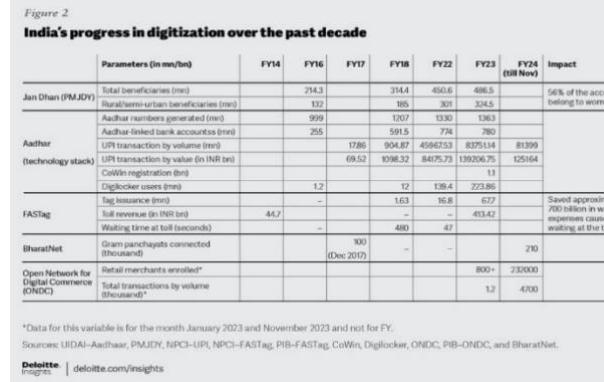 Figure 2
India's progress in digitization over the past decade
Parameters (in mn/bn) FY14 FY16 FY17 FY18 FY22 FY23 FY24 (till Nov) Impact
Jan Dhan (PMJDY)
Total beneficiaries (mn) 214.3 314.4 450.6 486.5
Rural/semi-urban beneficiaries (mn) 132 185 301 324.5
56% of the acc
belong to wom
Aadhar
(technology stack)
Aadhar numbers generated (mn) 999 1207 1330 1363
Aadhar-linked bank accountss (mn) 255 591.5 774 780
UPI transaction by volume (mn) 17.86 904.87 45967.53 83751.14 81399
UPI transaction by value (in INR bn) 69.52 1098.32 84175.73 139206.75 125164
CoWin registration (bn) 1.1
Digilocker users (mn) 1.2 12 139.4 223.86
FASTag
Tag issuance (mn) – 1.63 16.8 67.7
Toll revenue (in INR bn) 44.7 – – 413.42
Waiting time at toll (seconds) – 480 47
Saved approxi
700 billion in w
expenses caus
waiting at the t
BharatNet
Gram panchayats connected
(thousand)
100
(Dec 2017)
– – 210
Open Network for
Digital Commerce
(ONDC)
Retail merchants enrolled* 800+ 232000
Total transactions by volume
(thousand)*
1.2 4700
*Data for this variable is for the month January 2023 and November 2023 and not for FY.
Sources: UIDAI–Aadhaar, PMJDY, NPCI–UPI, NPCI–FASTag, PIB–FASTag, CoWin, Digilocker, ONDC, PIB–ONDC, and BharatNet.
Deloitte.
Insights
deloitte.com/insights